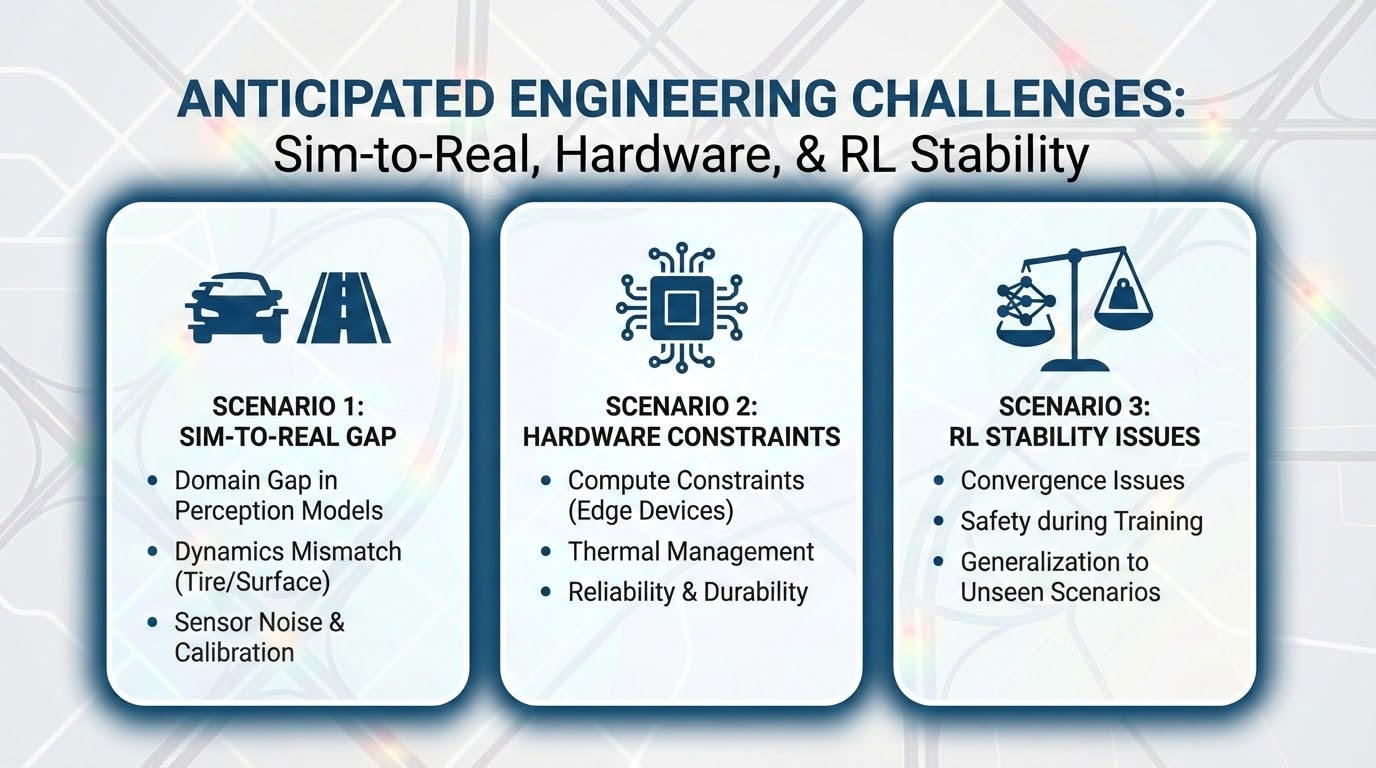 ANTICIPATED ENGINEERING CHALLENGES:
Sim-to-Real, Hardware, & RL Stability
SCENARIO 1:
SIM-TO-REAL GAP
• Domain Gap in
Perception Models
• Dynamics Mismatch
(Tire/Surface)
• Sensor Noise &
Calibration
SCENARIO 2:
HARDWARE CONSTRAINTS
• Compute Constraints
(Edge Devices)
• Thermal Management
• Reliability & Durability
SCENARIO 3:
RL STABILITY ISSUES
• Convergence Issues
• Safety during Training
• Generalization to
Unseen Scenarios